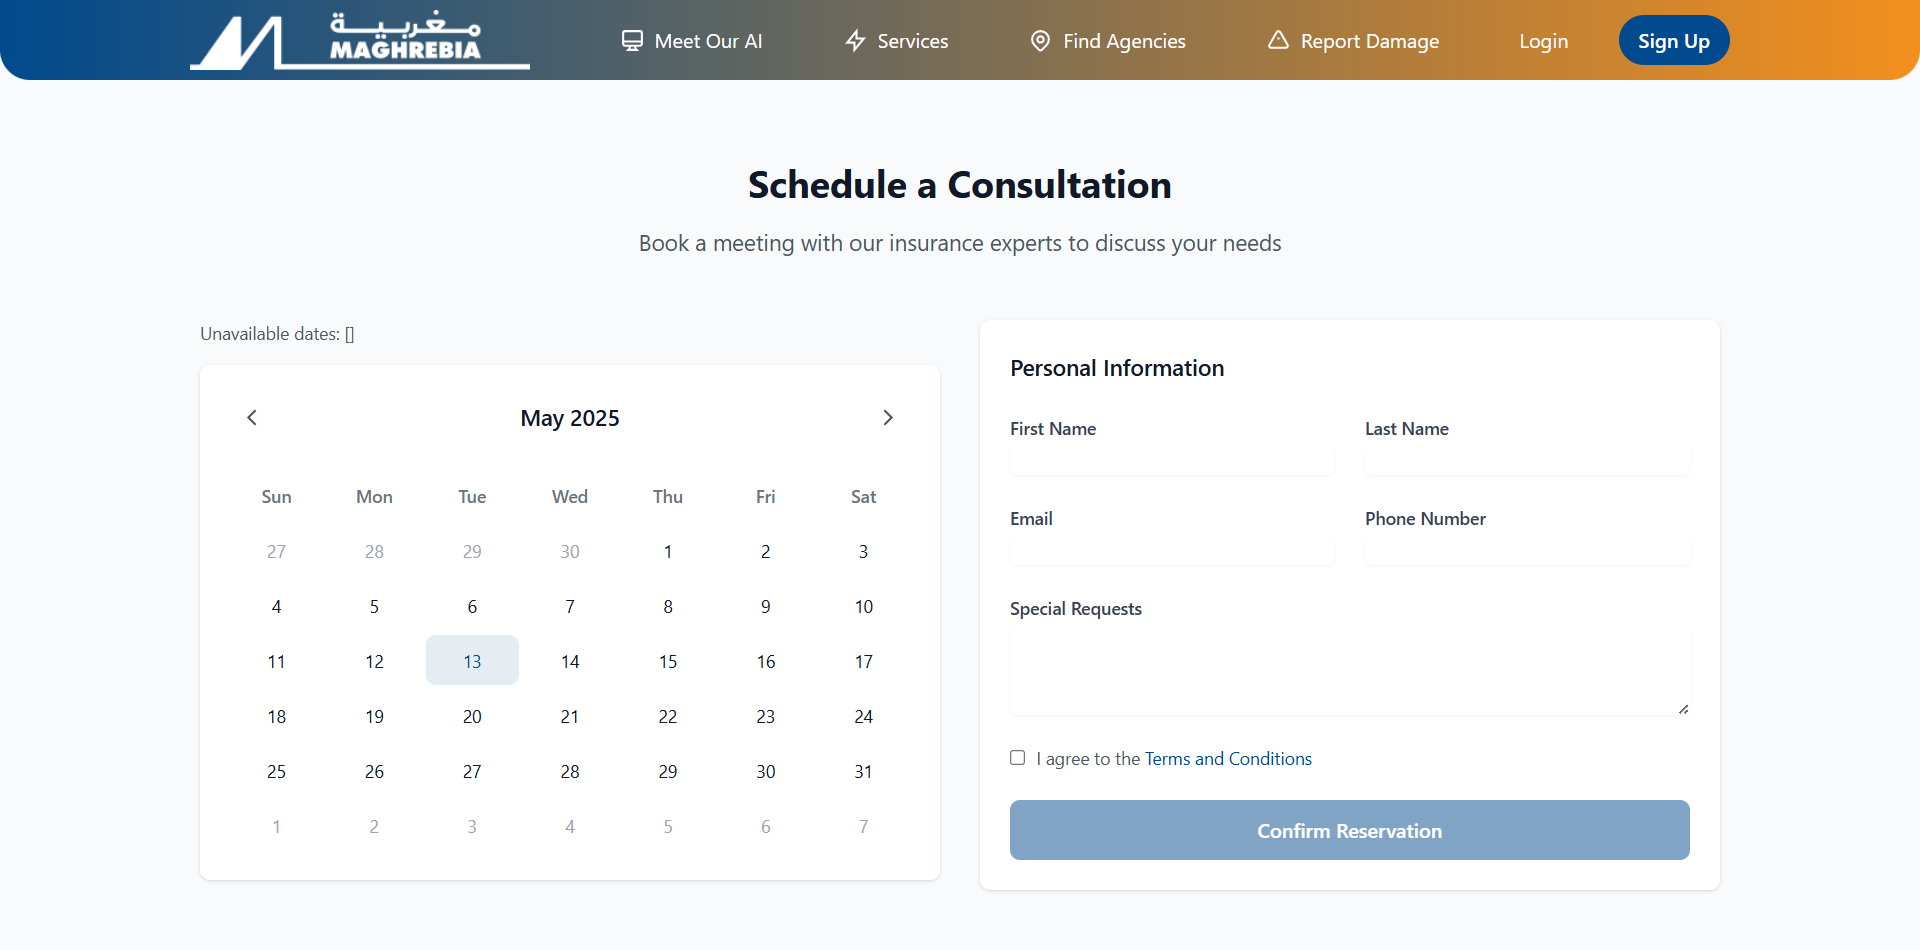 مغربية
MAGHREBIA
Meet Our AI
Services
Find Agencies
Report Damage
Login
Sign Up
Schedule a Consultation
Book a meeting with our insurance experts to discuss your needs
Unavailable dates: []
May 2025
Sun Mon Tue Wed Thu Fri Sat
27 28 29 30 1 2 3
4 5 6 7 8 9 10
11 12 13 14 15 16 17
18 19 20 21 22 23 24
25 26 27 28 29 30 31
1 2 3 4 5 6 7
Personal Information
First Name
Last Name
Email
Phone Number
Special Requests
I agree to the Terms and Conditions
Confirm Reservation